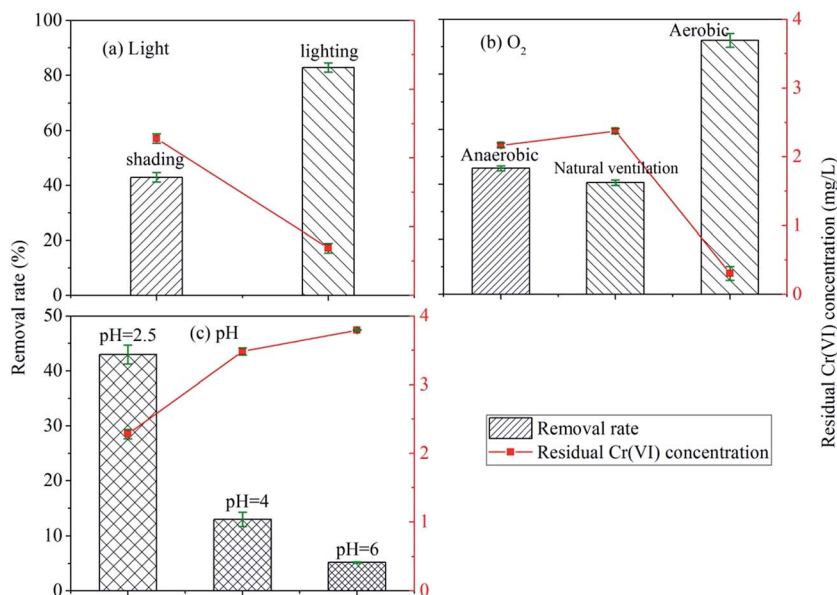 100
80
60
40
20
0
(a) Light
shading
lighting
(b) O2
Anaerobic
Natural ventilation
Aerobic
4
3
2
1
0
Removal rate (%)
Residual Cr(VI) concentration (mg/L)
50
40
30
20
10
0
pH=2.5
(c) pH
pH=4
pH=6
4
3
2
1
0
Removal rate
Residual Cr(VI) concentration